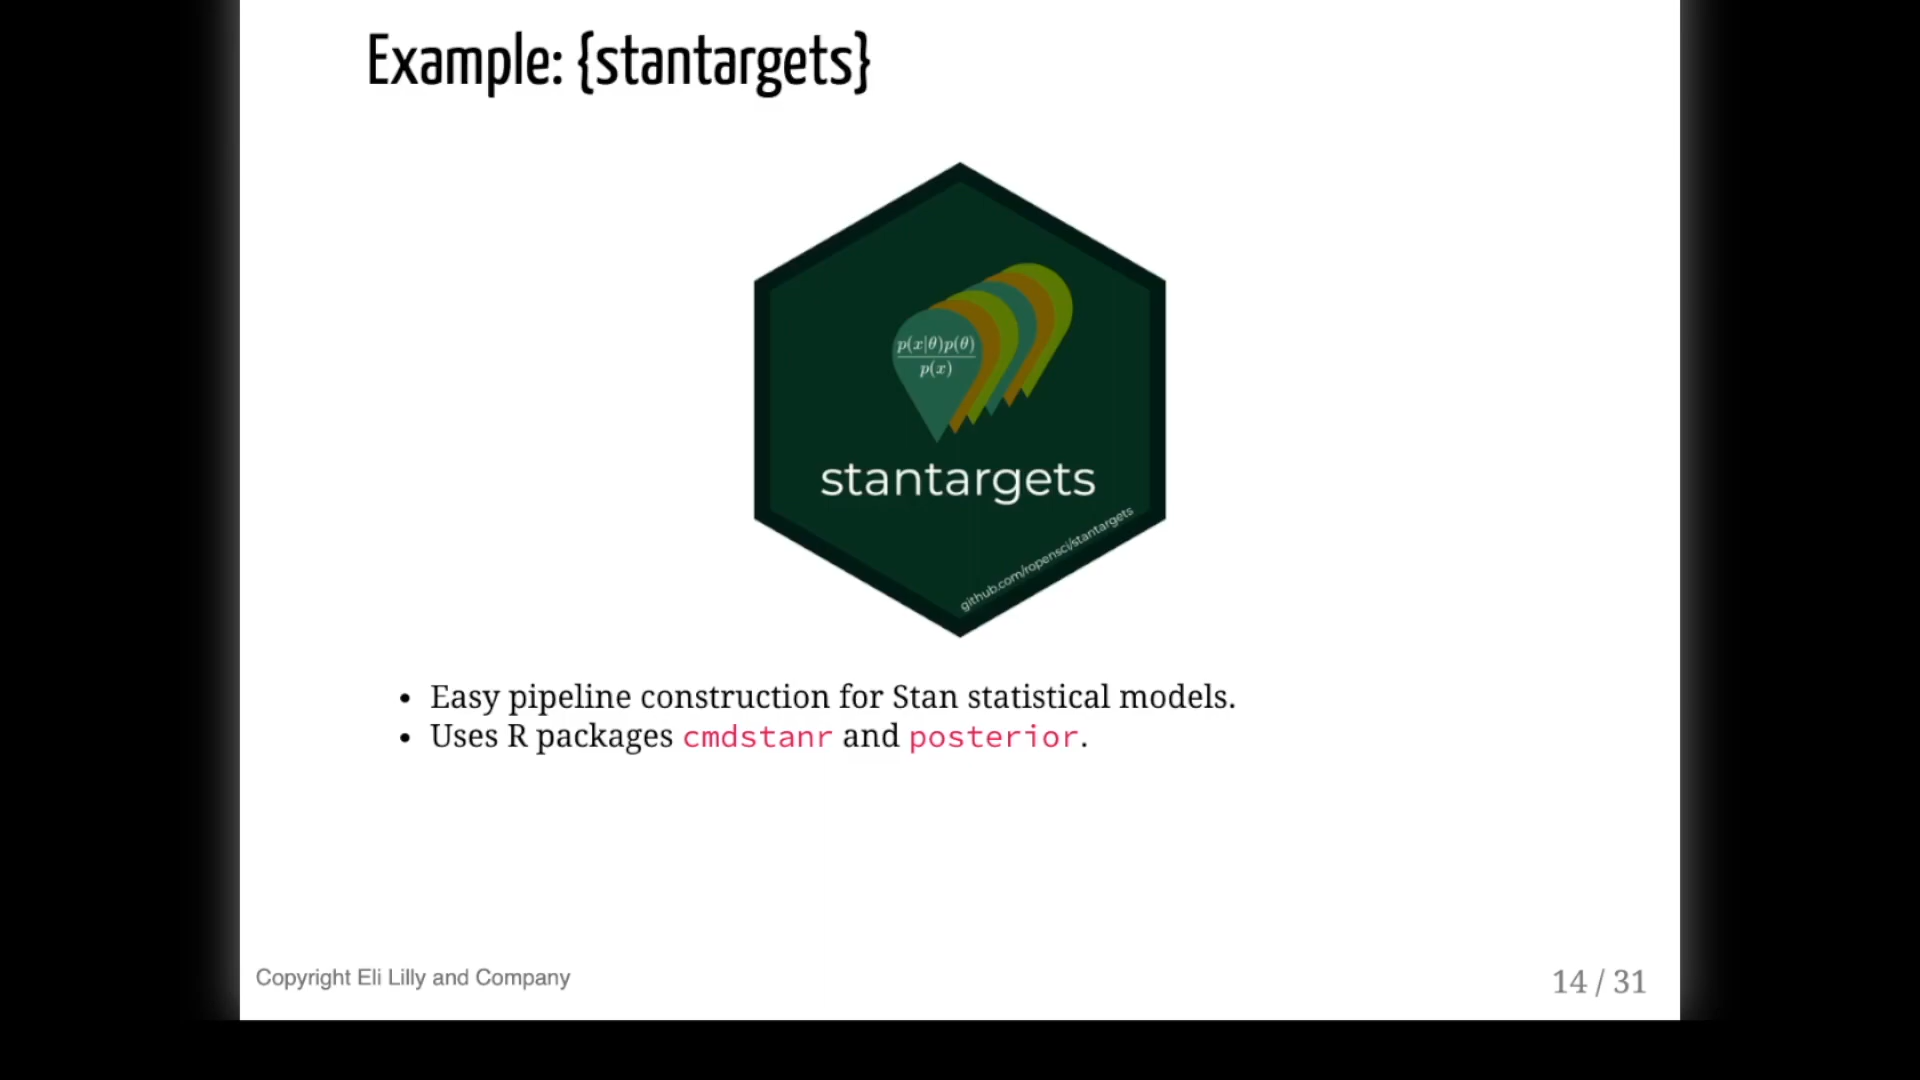 Example: {stantargets}
p(x|θ)p(θ)
p(x)
stantargets
github.com/ropensci/stantargets
• Easy pipeline construction for Stan statistical models.
• Uses R packages cmdstanr and posterior.
Copyright Eli Lilly and Company
14 / 31